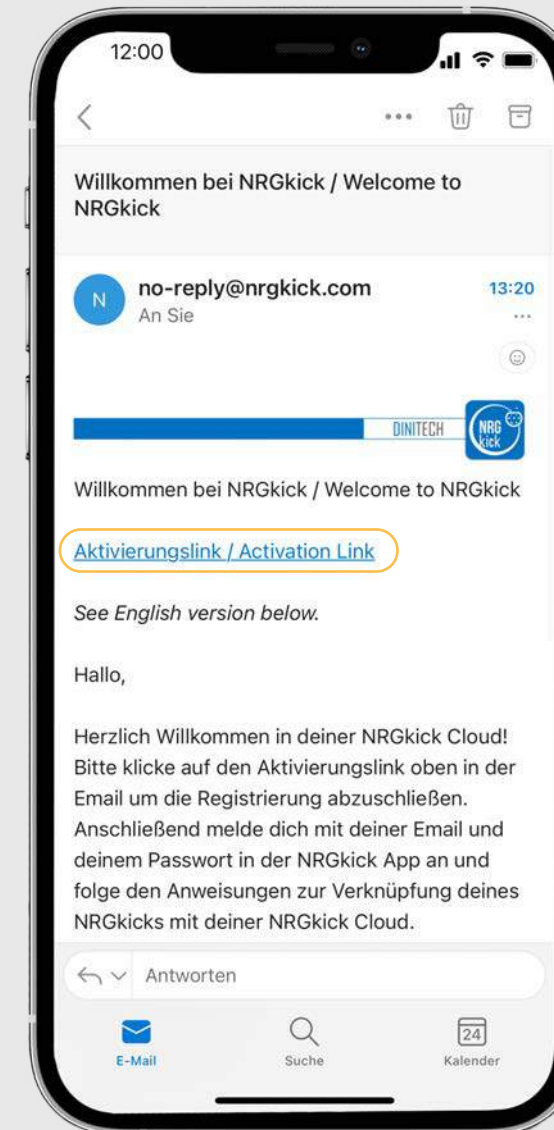 12:00
Willkommen bei NRGkick / Welcome to
NRGkick
N
no-reply@nrgkick.com
13:20
An Sie
DINITECH
NRG
kick
Willkommen bei NRGkick / Welcome to NRGkick
Aktivierungslink / Activation Link
See English version below.
Hallo,
Herzlich Willkommen in deiner NRGkick Cloud!
Bitte klicke auf den Aktivierungslink oben in der
Email um die Registrierung abzuschließen.
Anschließend melde dich mit deiner Email und
deinem Passwort in der NRGkick App an und
folge den Anweisungen zur Verknüpfung deines
NRGkicks mit deiner NRGkick Cloud.
Antworten
24
E-Mail
Suche
Kalender